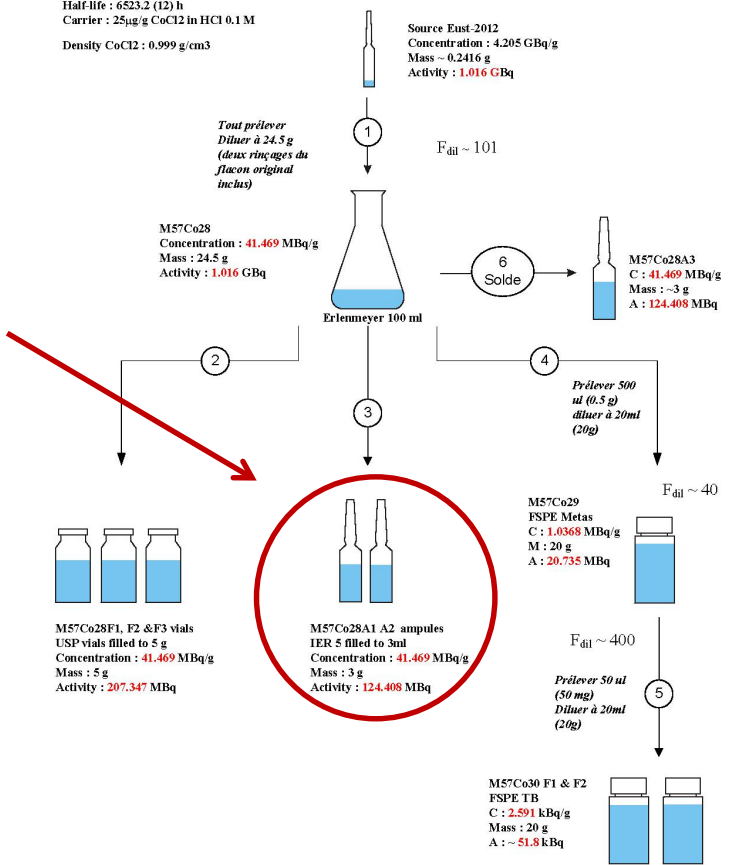 Half-life : 6523.2 (12) h
Carrier : 25µg/g CoCl2 in HCl 0.1 M
Density CoCl2 : 0.999 g/cm3
Source Eust-2012
Concentration : 4.205 GBq/g
Mass ~ 0.2416 g
Activity : 1.016 GBq
1
Tout prélever
Diluer à 24.5 g
(deux rinçages du
flacon original
inclus)
Fdil ~ 101
M57Co28
Concentration : 41.469 MBq/g
Mass : 24.5 g
Activity : 1.016 GBq
Erlenmeyer 100 ml
6
Solde
M57Co28A3
C : 41.469 MBq/g
Mass : ~3 g
A : 124.408 MBq
2
3
4
Prélever 500
ul (0.5 g)
diluer à 20ml
(20g)
Fdil ~ 40
M57Co29
FSPE Metas
C : 1.0368 MBq/g
M : 20 g
A : 20.735 MBq
M57Co28F1, F2 &F3 vials
USP vials filled to 5 g
Concentration : 41.469 MBq/g
Mass : 5 g
Activity : 207.347 MBq
M57Co28A1 A2 ampules
IER 5 filled to 3ml
Concentration : 41.469 MBq/g
Mass : 3 g
Activity : 124.408 MBq
Fdil ~ 400
Prélever 50 ul
(50 mg)
Diluer à 20ml
(20g)
5
M57Co30 F1 & F2
FSPE TB
C : 2.591 kBq/g
Mass : 20 g
A : ~ 51.8 kBq